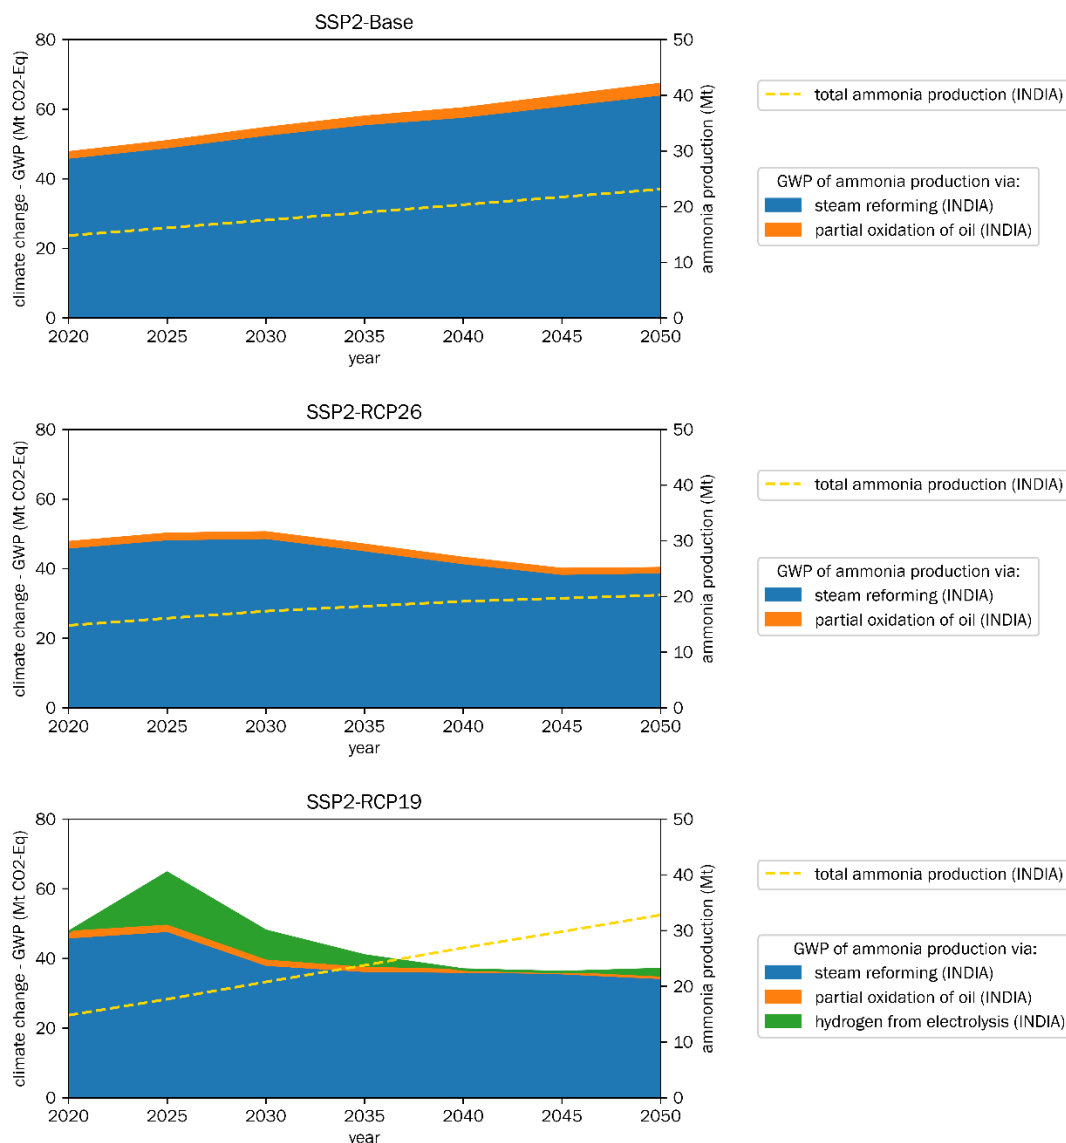 SSP2-Base
climate change - GWP (Mt CO2-Eq)
80
60
40
20
0
2020 2025 2030 2035 2040 2045 2050
year
50
40
30
20
10
0
ammonia production (Mt)
total ammonia production (INDIA)
GWP of ammonia production via:
steam reforming (INDIA)
partial oxidation of oil (INDIA)
SSP2-RCP26
climate change - GWP (Mt CO2-Eq)
80
60
40
20
0
2020 2025 2030 2035 2040 2045 2050
year
50
40
30
20
10
0
ammonia production (Mt)
total ammonia production (INDIA)
GWP of ammonia production via:
steam reforming (INDIA)
partial oxidation of oil (INDIA)
SSP2-RCP19
climate change - GWP (Mt CO2-Eq)
80
60
40
20
0
2020 2025 2030 2035 2040 2045 2050
year
50
40
30
20
10
0
ammonia production (Mt)
total ammonia production (INDIA)
GWP of ammonia production via:
steam reforming (INDIA)
partial oxidation of oil (INDIA)
hydrogen from electrolysis (INDIA)